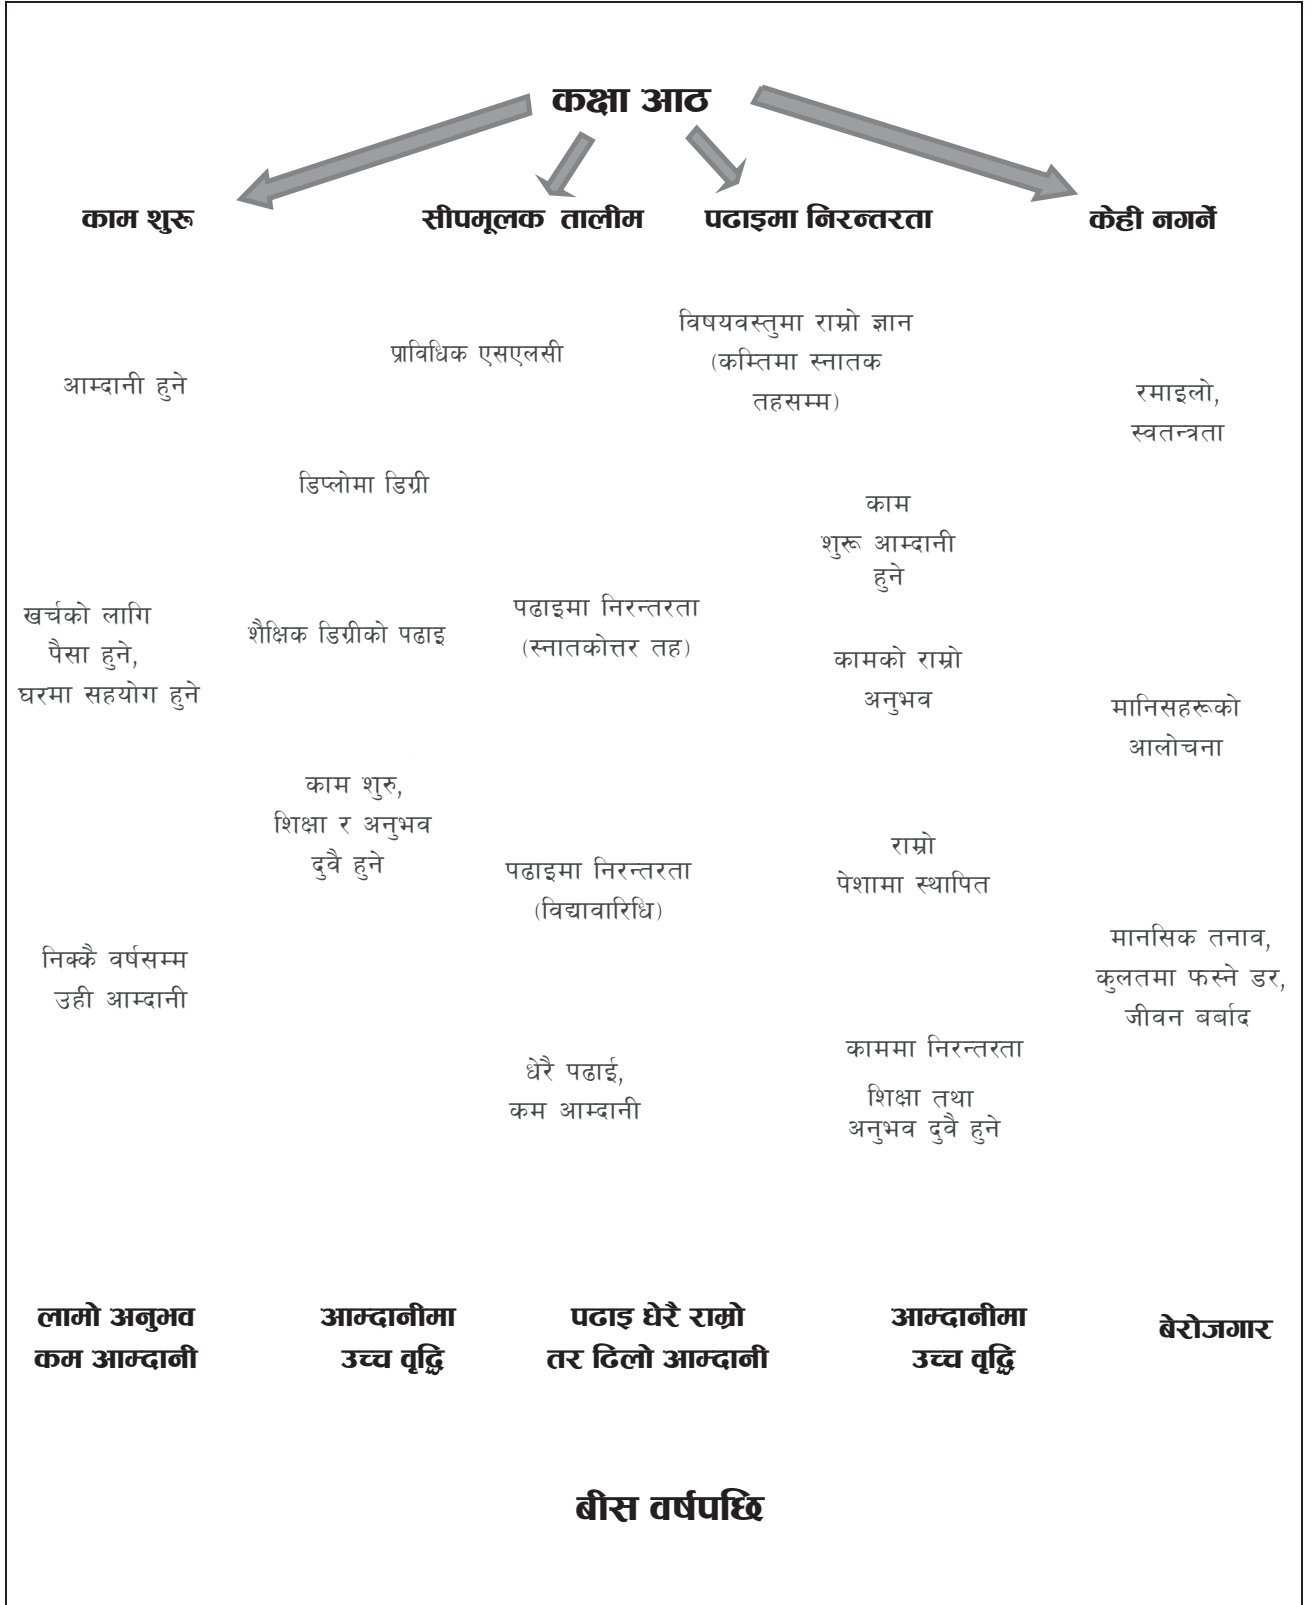 कक्षा आठ
काम शुरू
सीपमूलक तालीम
पढाइमा निरन्तरता
केही नगर्ने
आम्दानी हुने
खर्चको लागि
पैसा हुने,
घरमा सहयोग हुने
निक्कै वर्षसम्म
उही आम्दानी
प्राविधिक एसएलसी
डिप्लोमा डिग्री
शैक्षिक डिग्रीको पढाइ
काम शुरु,
शिक्षा र अनुभव
दुवै हुने
विषयवस्तुमा राम्रो ज्ञान
(कम्तिमा स्नातक
तहसम्म)
पढाइमा निरन्तरता
(स्नातकोत्तर तह)
पढाइमा निरन्तरता
(विद्यावारिधि)
धेरै पढाई,
कम आम्दानी
काम
शुरू आम्दानी
हुने
कामको राम्रो
अनुभव
राम्रो
पेशामा स्थापित
काममा निरन्तरता
शिक्षा तथा
अनुभव दुवै हुने
रमाइलो,
स्वतन्त्रता
मानिसहरूको
आलोचना
मानसिक तनाव,
कुलतमा फस्ने डर,
जीवन बर्बाद
लामो अनुभव
कम आम्दानी
आम्दानीमा
उच्च वृद्धि
पढाइ धेरै राम्रो
तर ढिलो आम्दानी
आम्दानीमा
उच्च वृद्धि
बेरोजगार
बीस वर्षपछि